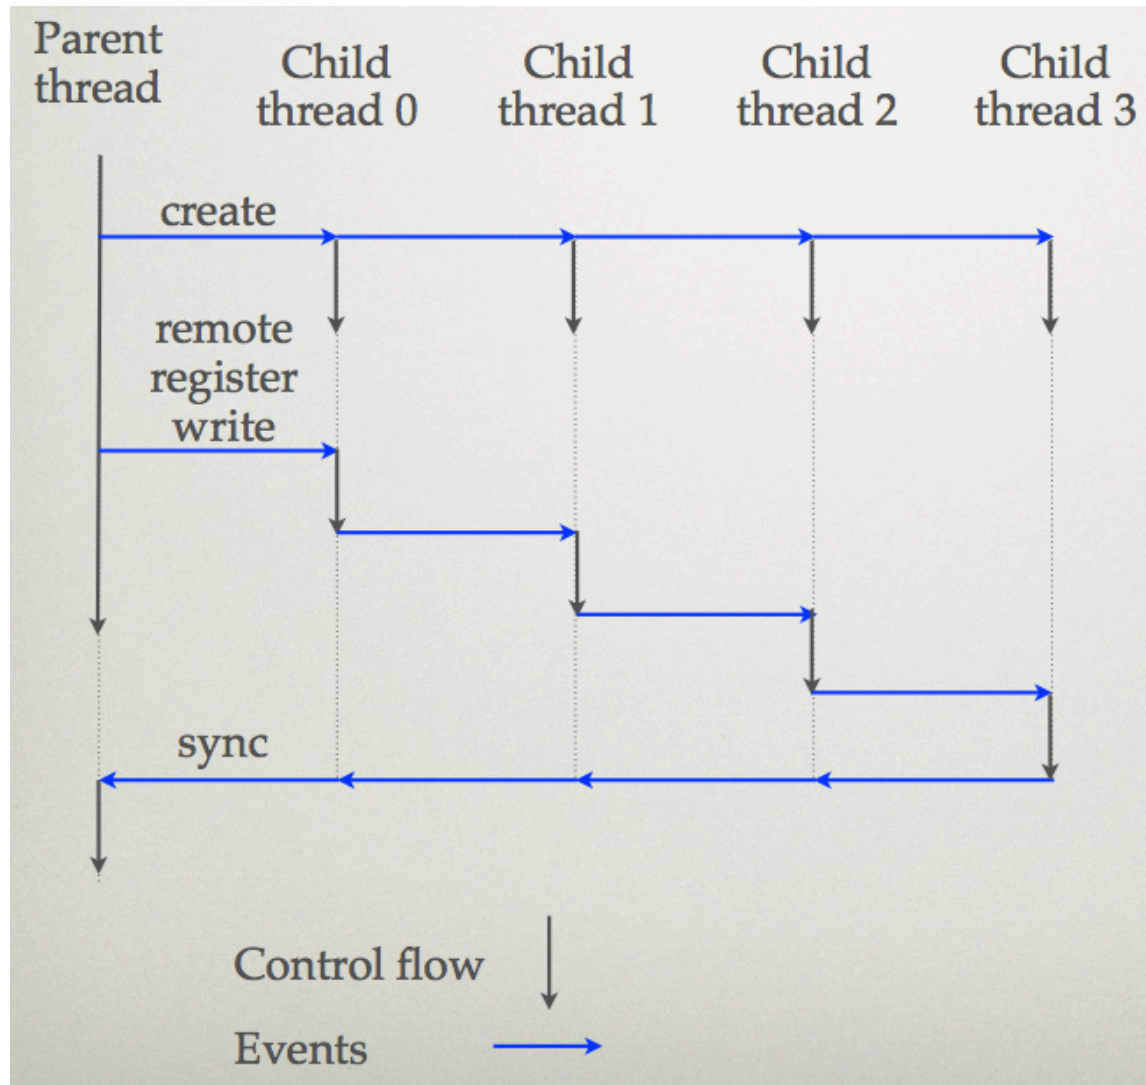 Parent
thread
Child
thread 0
Child
thread 1
Child
thread 2
Child
thread 3
create
remote
register
write
sync
Control flow
Events